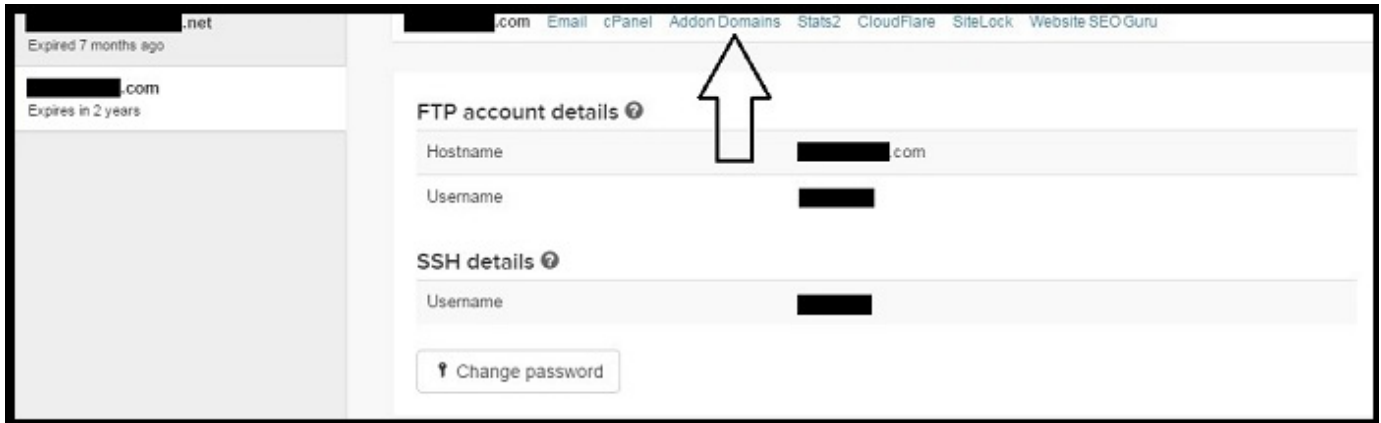 .net
Expired 7 months ago
.com
Expires in 2 years
.com Email cPanel Addon Domains Stats2 CloudFlare SiteLock Website SEO Guru
FTP account details
Hostname .com
Username
SSH details
Username
Change password